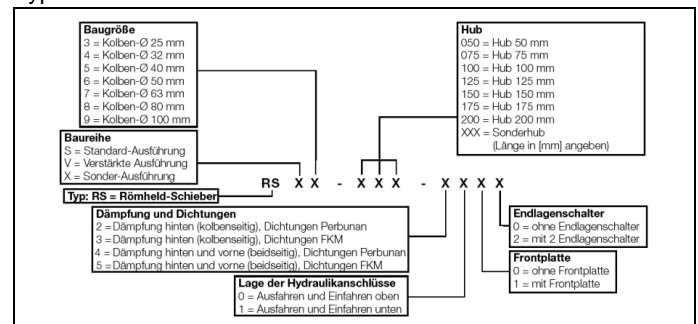 Baugröße
3 = Kolben-Ø 25 mm
4 = Kolben-Ø 32 mm
5 = Kolben-Ø 40 mm
6 = Kolben-Ø 50 mm
7 = Kolben-Ø 63 mm
8 = Kolben-Ø 80 mm
9 = Kolben-Ø 100 mm
Hub
050 = Hub 50 mm
075 = Hub 75 mm
100 = Hub 100 mm
125 = Hub 125 mm
150 = Hub 150 mm
175 = Hub 175 mm
200 = Hub 200 mm
XXX = Sonderhub
(Länge in [mm] angeben)
Baureihe
S = Standard-Ausführung
V = Verstärkte Ausführung
X = Sonder-Ausführung
RS X X - X X X - X X X X
Typ: RS = Römheld-Schieber
Dämpfung und Dichtungen
2 = Dämpfung hinten (kolbenseitig), Dichtungen Perbunan
3 = Dämpfung hinten (kolbenseitig), Dichtungen FKM
4 = Dämpfung hinten und vorne (beidseitig), Dichtungen Perbunan
5 = Dämpfung hinten und vorne (beidseitig), Dichtungen FKM
Endlagenschalter
0 = ohne Endlagenschalter
2 = mit 2 Endlagenschalter
Frontplatte
0 = ohne Frontplatte
1 = mit Frontplatte
Lage der Hydraulikanschlüsse
0 = Ausfahren und Einfahren oben
1 = Ausfahren und Einfahren unten